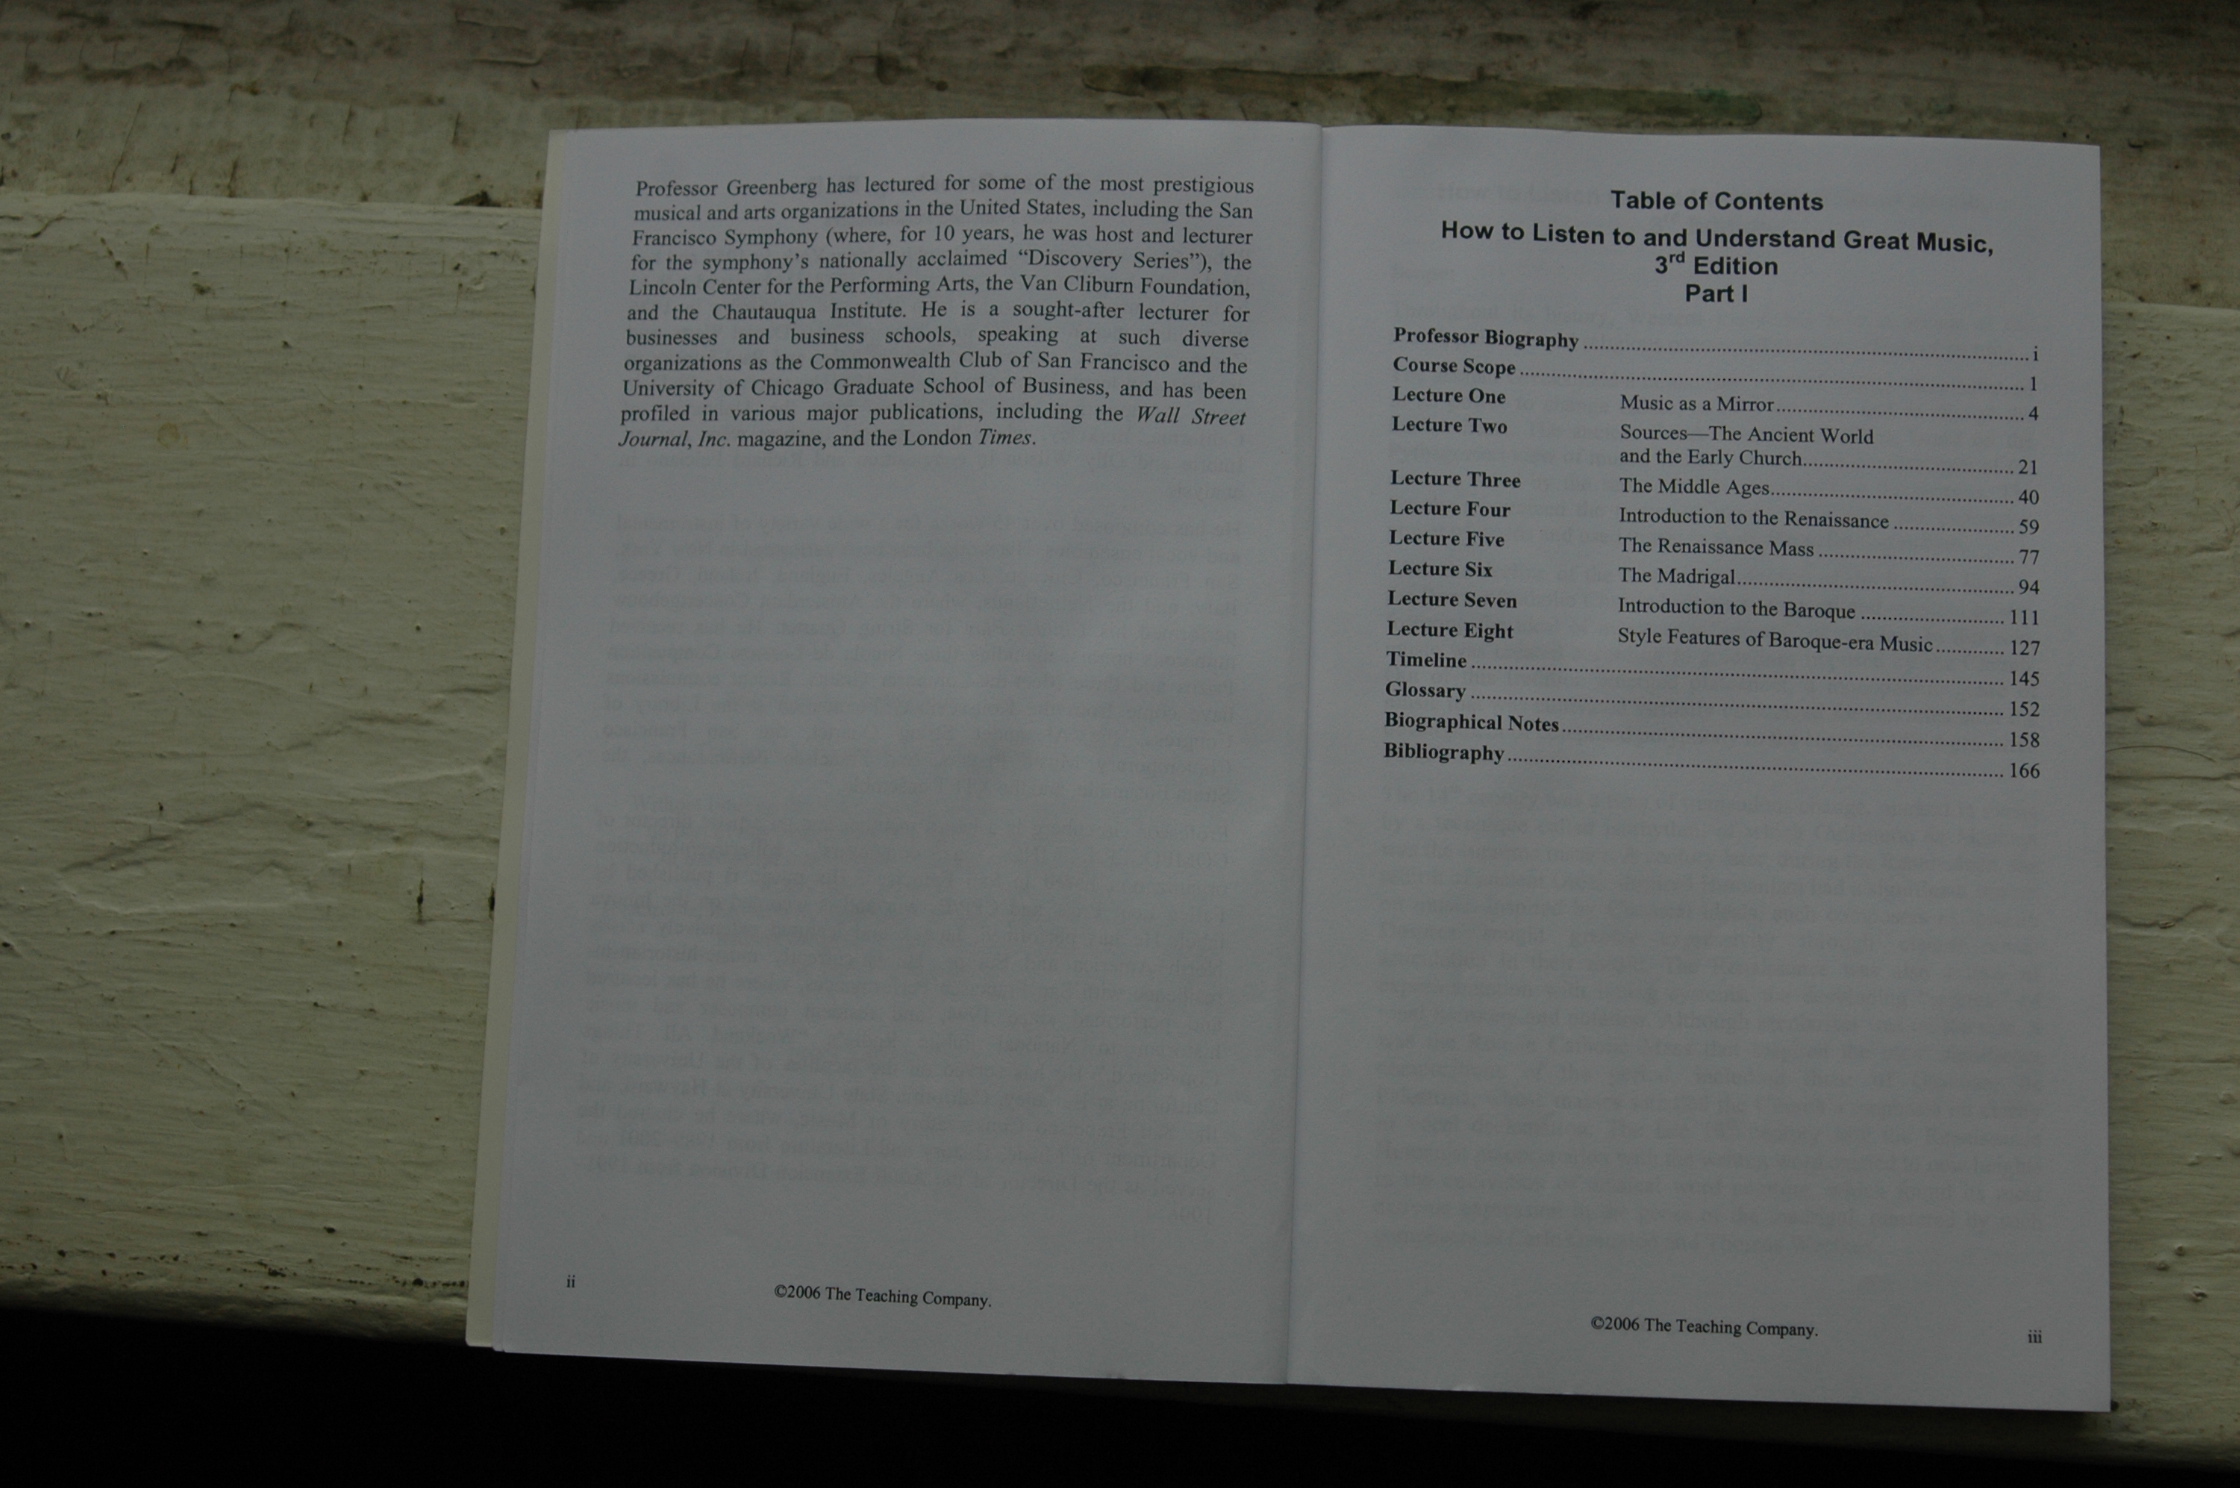 Professor Greenberg has lectured for some of the most prestigious
musical and arts organizations in the United States, including the San
Francisco Symphony (where, for 10 years, he was host and lecturer
for the symphony's nationally acclaimed “Discovery Series”), the
Lincoln Center for the Performing Arts, the Van Cliburn Foundation,
and the Chautauqua Institute. He is a sought-after lecturer for
businesses and business schools, speaking at such diverse
organizations as the Commonwealth Club of San Francisco and the
University of Chicago Graduate School of Business, and has been
profiled in various major publications, including the Wall Street
Journal, Inc. magazine, and the London Times.
ii
©2006 The Teaching Company.
Table of Contents
How to Listen to and Understand Great Music,
3rd Edition
Part I
Professor Biography ........ i
Course Scope ........ 1
Lecture One Music as a Mirror ........ 4
Lecture Two Sources—The Ancient World
and the Early Church ........ 21
Lecture Three The Middle Ages ........ 40
Lecture Four Introduction to the Renaissance ........ 59
Lecture Five The Renaissance Mass ........ 77
Lecture Six The Madrigal ........ 94
Lecture Seven Introduction to the Baroque ........ 111
Lecture Eight Style Features of Baroque-era Music ........ 127
Timeline ........ 145
Glossary ........ 152
Biographical Notes ........ 158
Bibliography ........ 166
©2006 The Teaching Company.
iii